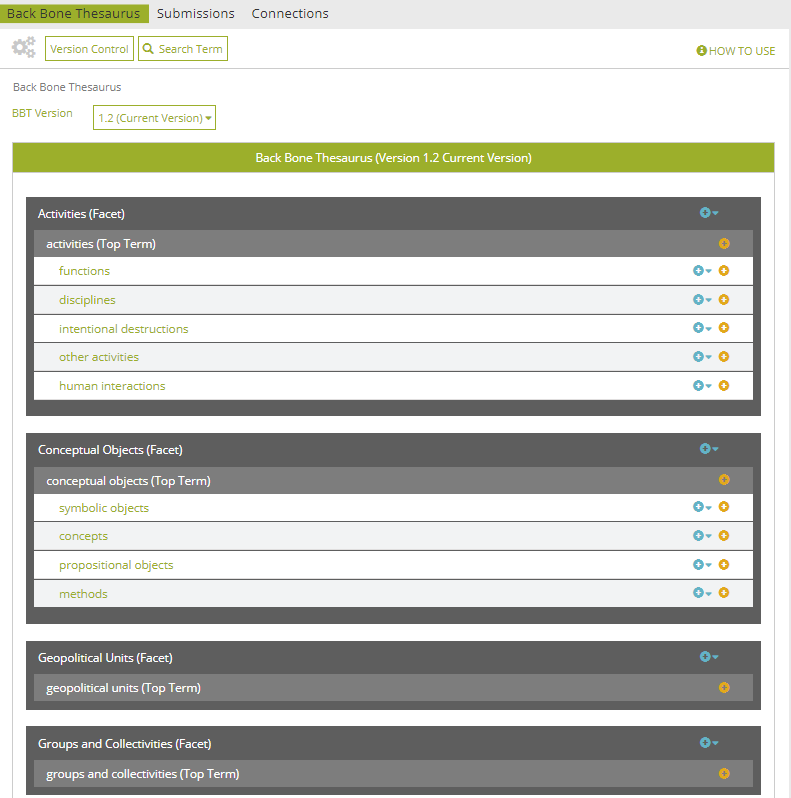 Back Bone Thesaurus Submissions Connections
Version Control Search Term HOW TO USE
Back Bone Thesaurus
BBT Version 1.2 (Current Version)
Back Bone Thesaurus (Version 1.2 Current Version)
Activities (Facet)
activities (Top Term)
functions
disciplines
intentional destructions
other activities
human interactions
Conceptual Objects (Facet)
conceptual objects (Top Term)
symbolic objects
concepts
propositional objects
methods
Geopolitical Units (Facet)
geopolitical units (Top Term)
Groups and Collectivities (Facet)
groups and collectivities (Top Term)